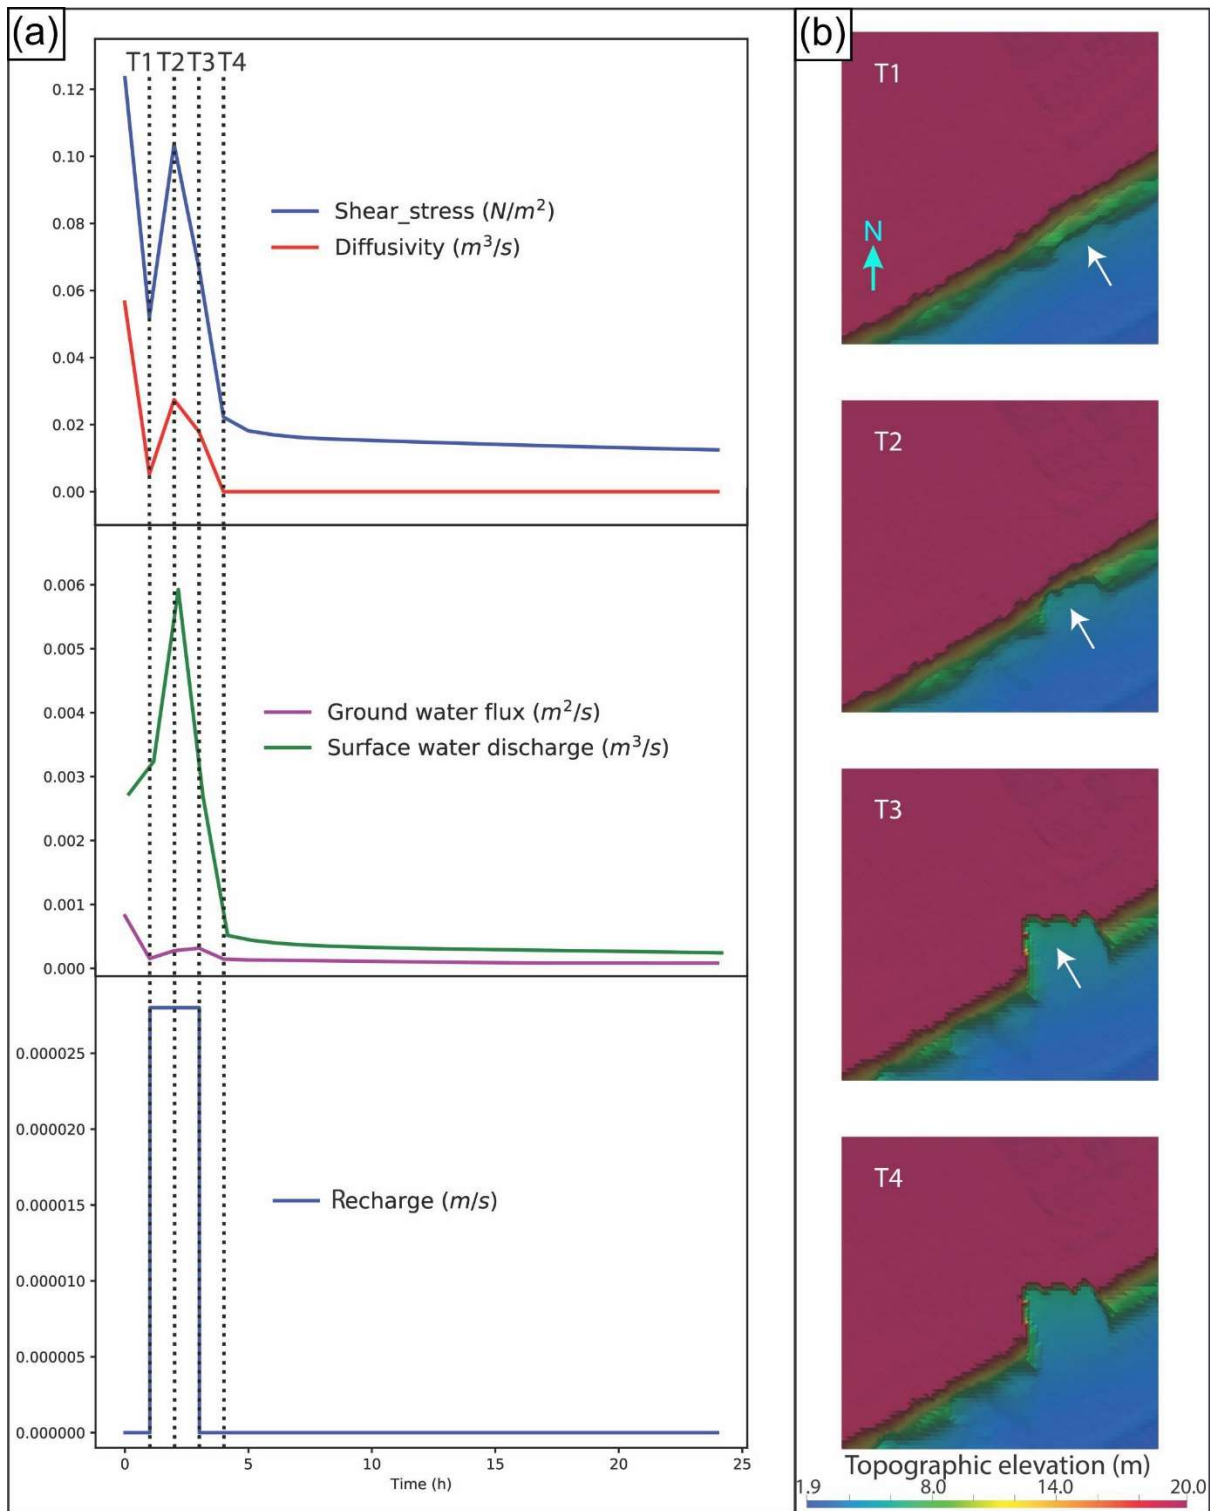 (a)
T1 T2 T3 T4
0.12
0.10
0.08
0.06
0.04
0.02
0.00
Shear_stress (N/m²)
Diffusivity (m³/s)
0.006
0.005
0.004
0.003
0.002
0.001
0.000
Ground water flux (m²/s)
Surface water discharge (m³/s)
0.000025
0.000020
0.000015
0.000010
0.000005
0.000000
Recharge (m/s)
0 5 10 15 20 25
Time (h)
(b)
T1
N
T2
T3
T4
Topographic elevation (m)
1.9 8.0 14.0 20.0